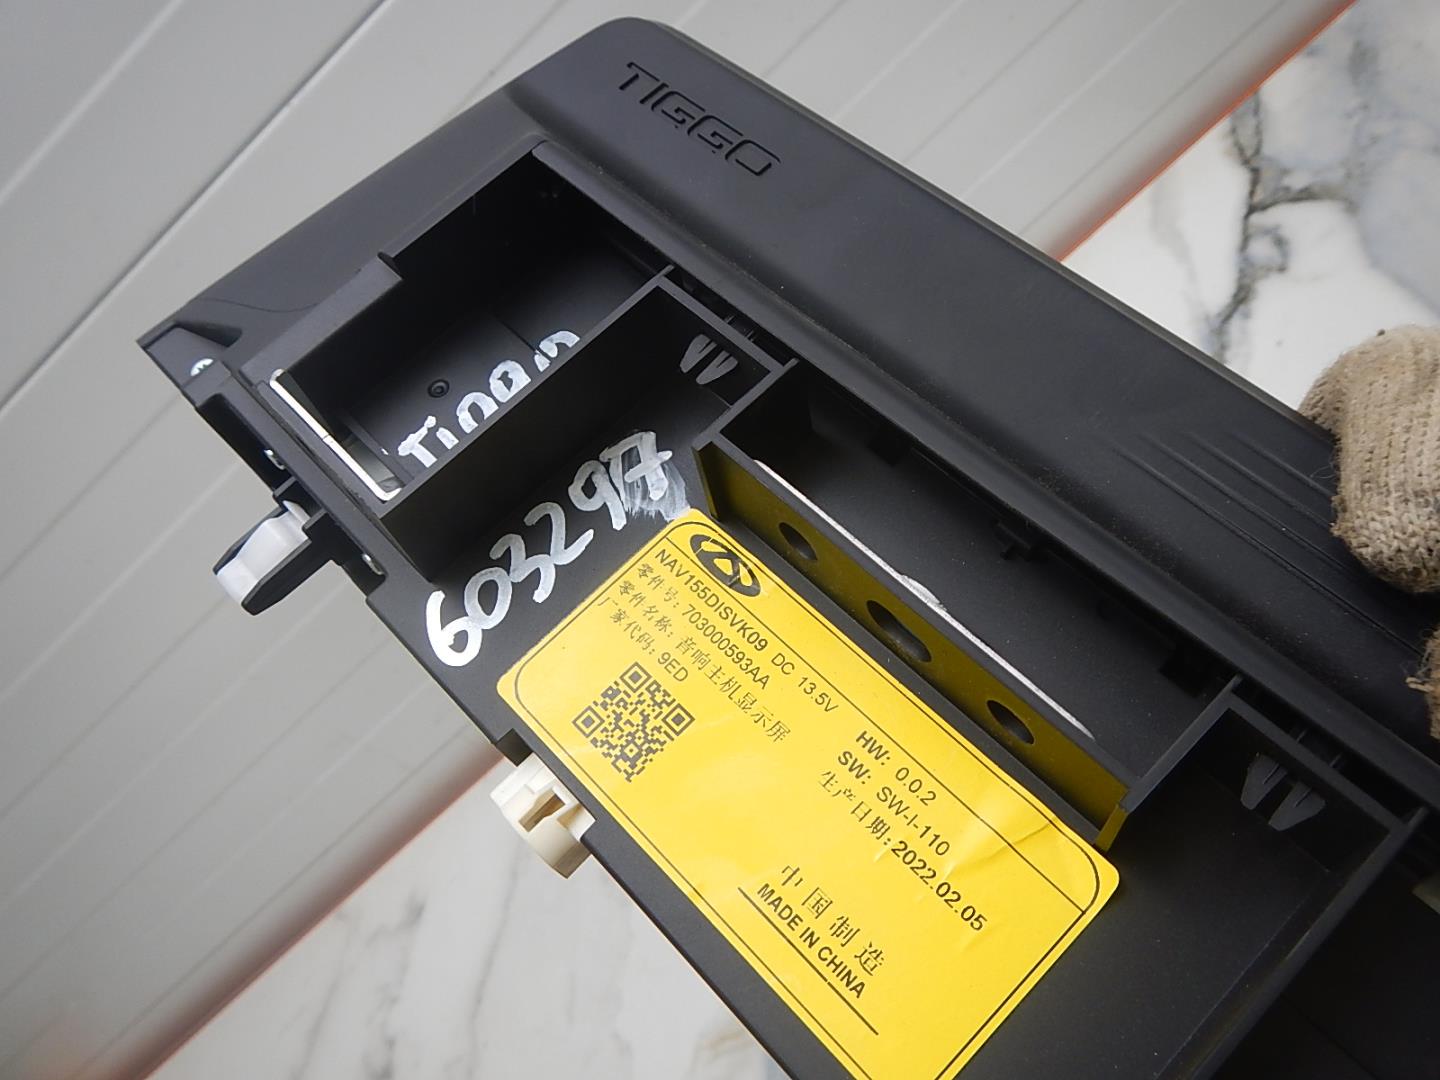 TIGGO
603297
NAV155DISVK09 DC 13.5V
零件号: 703000593AA
零件名称: 音响主机显示屏
厂家代码: 9ED
HW: 0.0.2
SW: SW-I-110
生产日期: 2022.02.05
中国制造
MADE IN CHINA